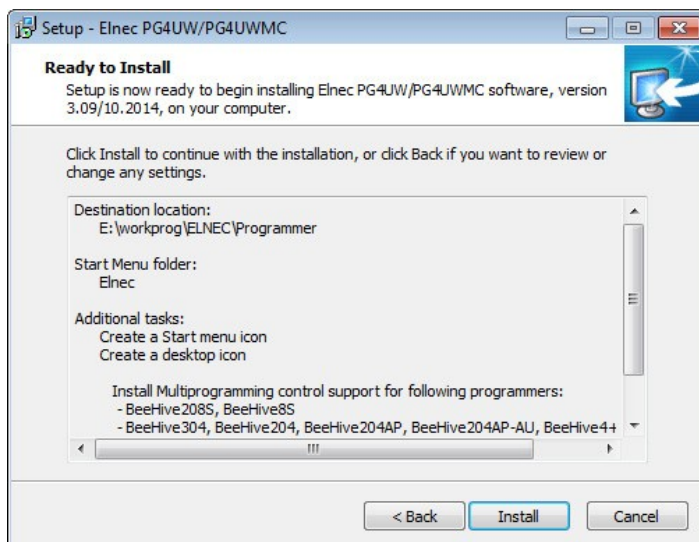 Setup - Elnec PG4UW/PG4UWMC
Ready to Install
Setup is now ready to begin installing Elnec PG4UW/PG4UWMC software, version
3.09/10.2014, on your computer.
Click Install to continue with the installation, or click Back if you want to review or
change any settings.
Destination location:
E:\workprog\ELNEC\Programmer
Start Menu folder:
Elnec
Additional tasks:
Create a Start menu icon
Create a desktop icon
Install Multiprogramming control support for following programmers:
- BeeHive208S, BeeHive8S
- BeeHive304, BeeHive204, BeeHive204AP, BeeHive204AP-AU, BeeHive4+
< Back Install Cancel